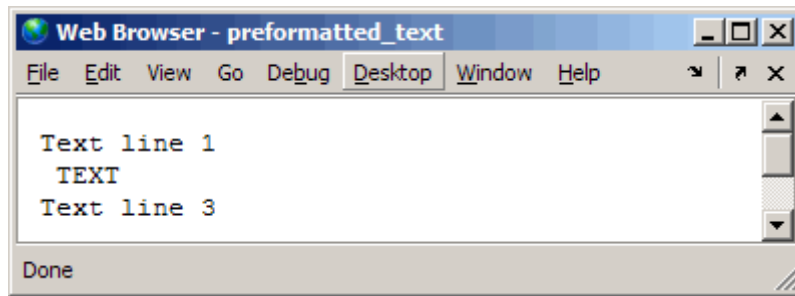 Web Browser - preformatted_text
File Edit View Go Debug Desktop Window Help
Text line 1
TEXT
Text line 3
Done